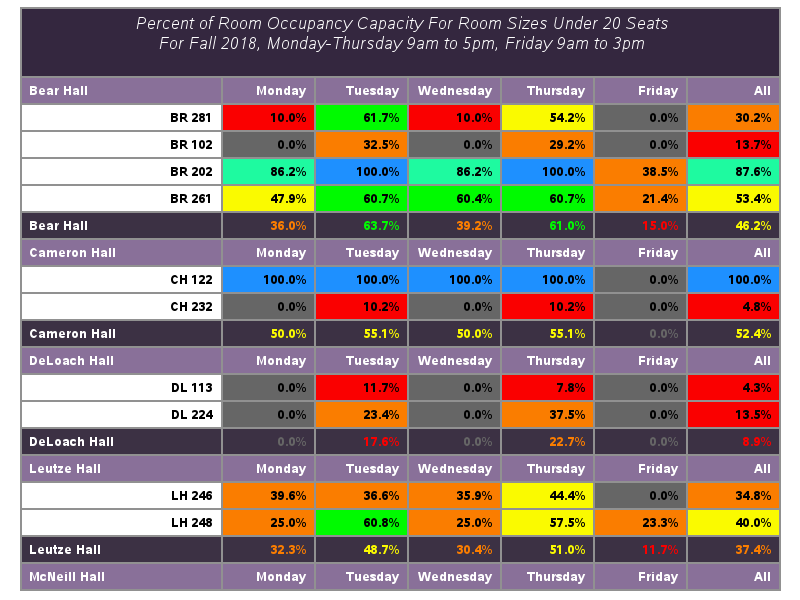 Percent of Room Occupancy Capacity For Room Sizes Under 20 Seats
For Fall 2018, Monday-Thursday 9am to 5pm, Friday 9am to 3pm
Bear Hall Monday Tuesday Wednesday Thursday Friday All
BR 281 10.0% 61.7% 10.0% 54.2% 0.0% 30.2%
BR 102 0.0% 32.5% 0.0% 29.2% 0.0% 13.7%
BR 202 86.2% 100.0% 86.2% 100.0% 38.5% 87.6%
BR 261 47.9% 60.7% 60.4% 60.7% 21.4% 53.4%
Bear Hall 36.0% 63.7% 39.2% 61.0% 15.0% 46.2%
Cameron Hall Monday Tuesday Wednesday Thursday Friday All
CH 122 100.0% 100.0% 100.0% 100.0% 0.0% 100.0%
CH 232 0.0% 10.2% 0.0% 10.2% 0.0% 4.8%
Cameron Hall 50.0% 55.1% 50.0% 55.1% 0.0% 52.4%
DeLoach Hall Monday Tuesday Wednesday Thursday Friday All
DL 113 0.0% 11.7% 0.0% 7.8% 0.0% 4.3%
DL 224 0.0% 23.4% 0.0% 37.5% 0.0% 13.5%
DeLoach Hall 0.0% 17.6% 0.0% 22.7% 0.0% 8.9%
Leutze Hall Monday Tuesday Wednesday Thursday Friday All
LH 246 39.6% 36.6% 35.9% 44.4% 0.0% 34.8%
LH 248 25.0% 60.8% 25.0% 57.5% 23.3% 40.0%
Leutze Hall 32.3% 48.7% 30.4% 51.0% 11.7% 37.4%
McNeill Hall Monday Tuesday Wednesday Thursday Friday All